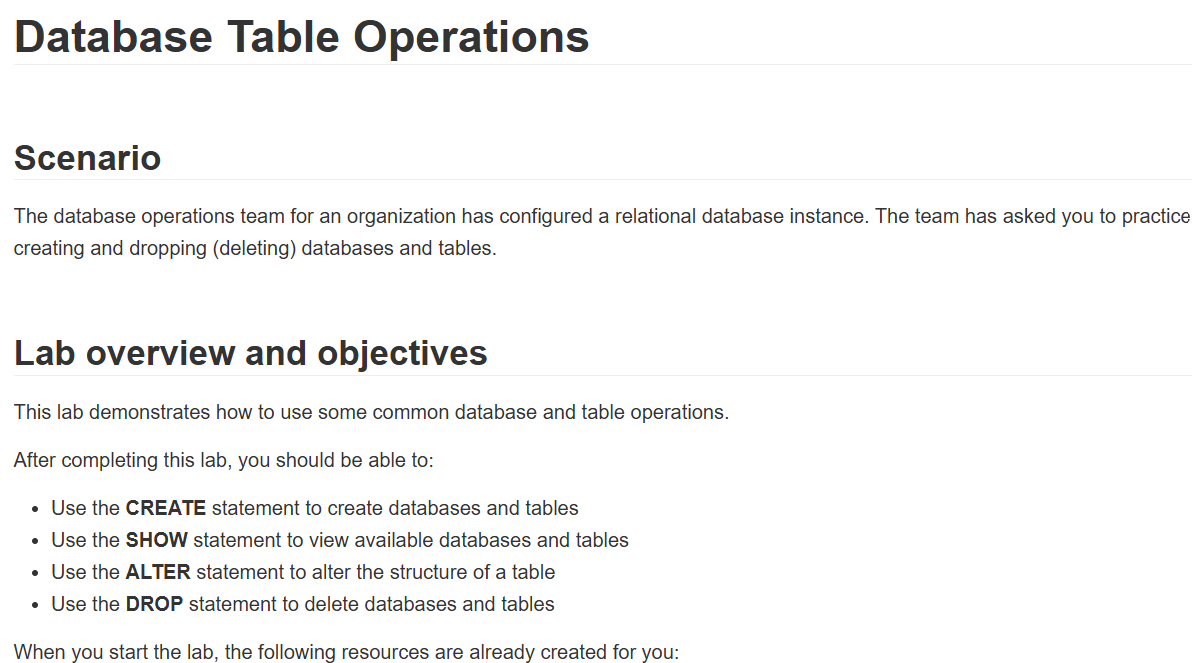 Database Table Operations
Scenario
The database operations team for an organization has configured a relational database instance. The team has asked you to practice
creating and dropping (deleting) databases and tables.
Lab overview and objectives
This lab demonstrates how to use some common database and table operations.
After completing this lab, you should be able to:
• Use the CREATE statement to create databases and tables
• Use the SHOW statement to view available databases and tables
• Use the ALTER statement to alter the structure of a table
• Use the DROP statement to delete databases and tables
When you start the lab, the following resources are already created for you: